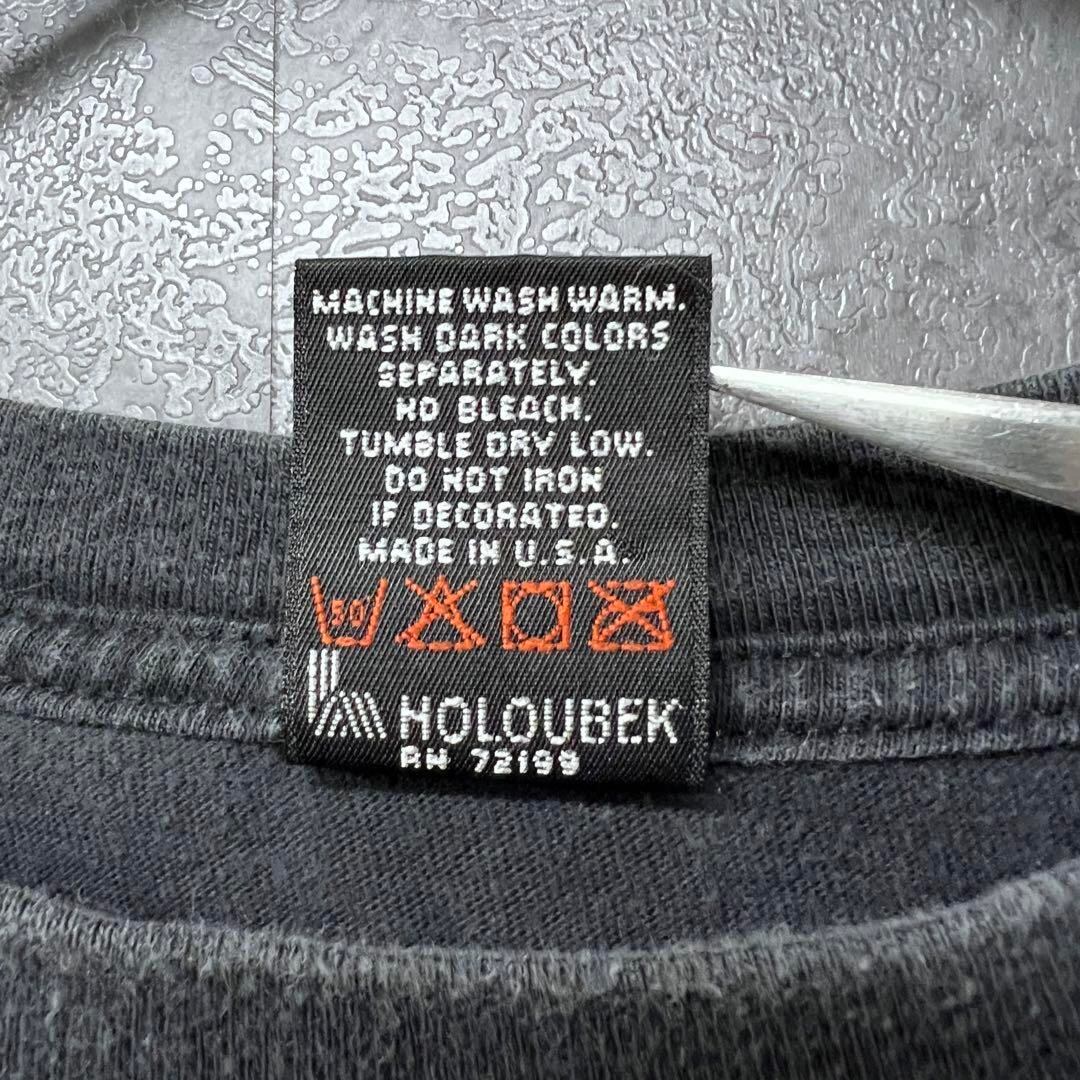 MACHINE WASH WARM.
WASH DARK COLORS
SEPARATELY.
NO BLEACH.
TUMBLE DRY LOW.
DO NOT IRON
IF DECORATED.
MADE IN U.S.A.
50
HOLOUBEK
RN 72199